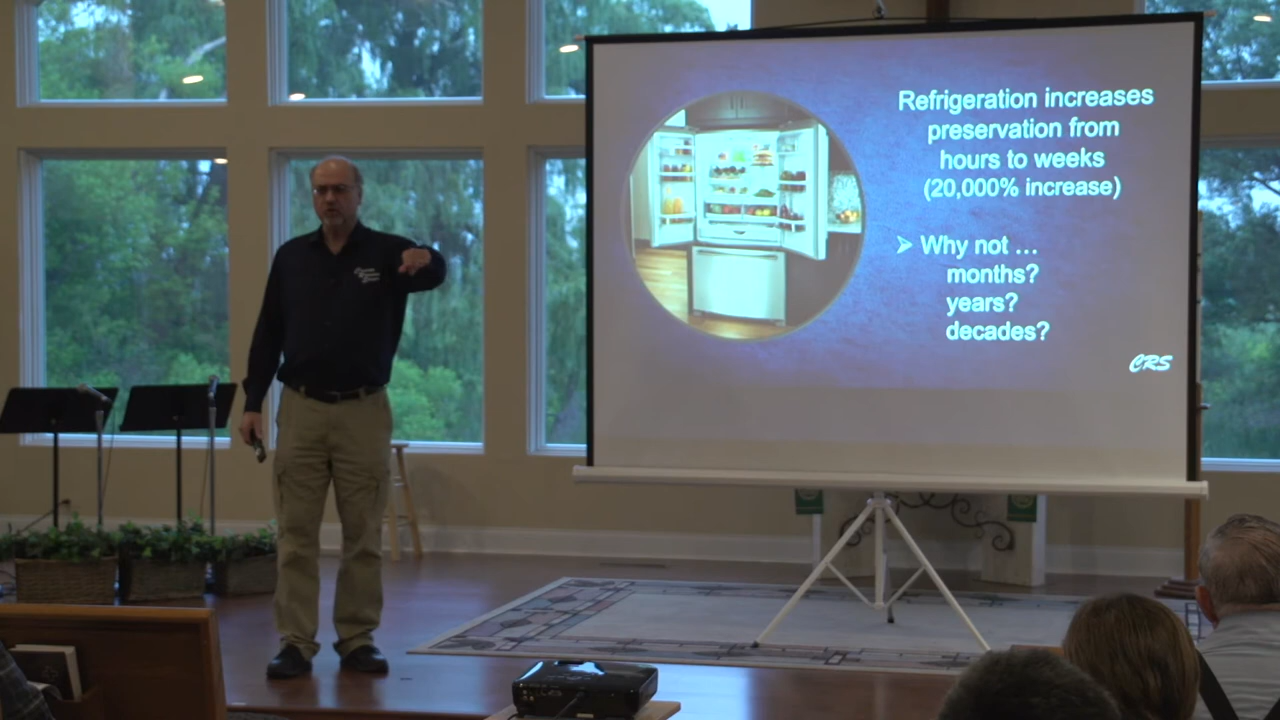 Refrigeration increases
preservation from
hours to weeks
(20,000% increase)
➢ Why not ...
months?
years?
decades?
CRS